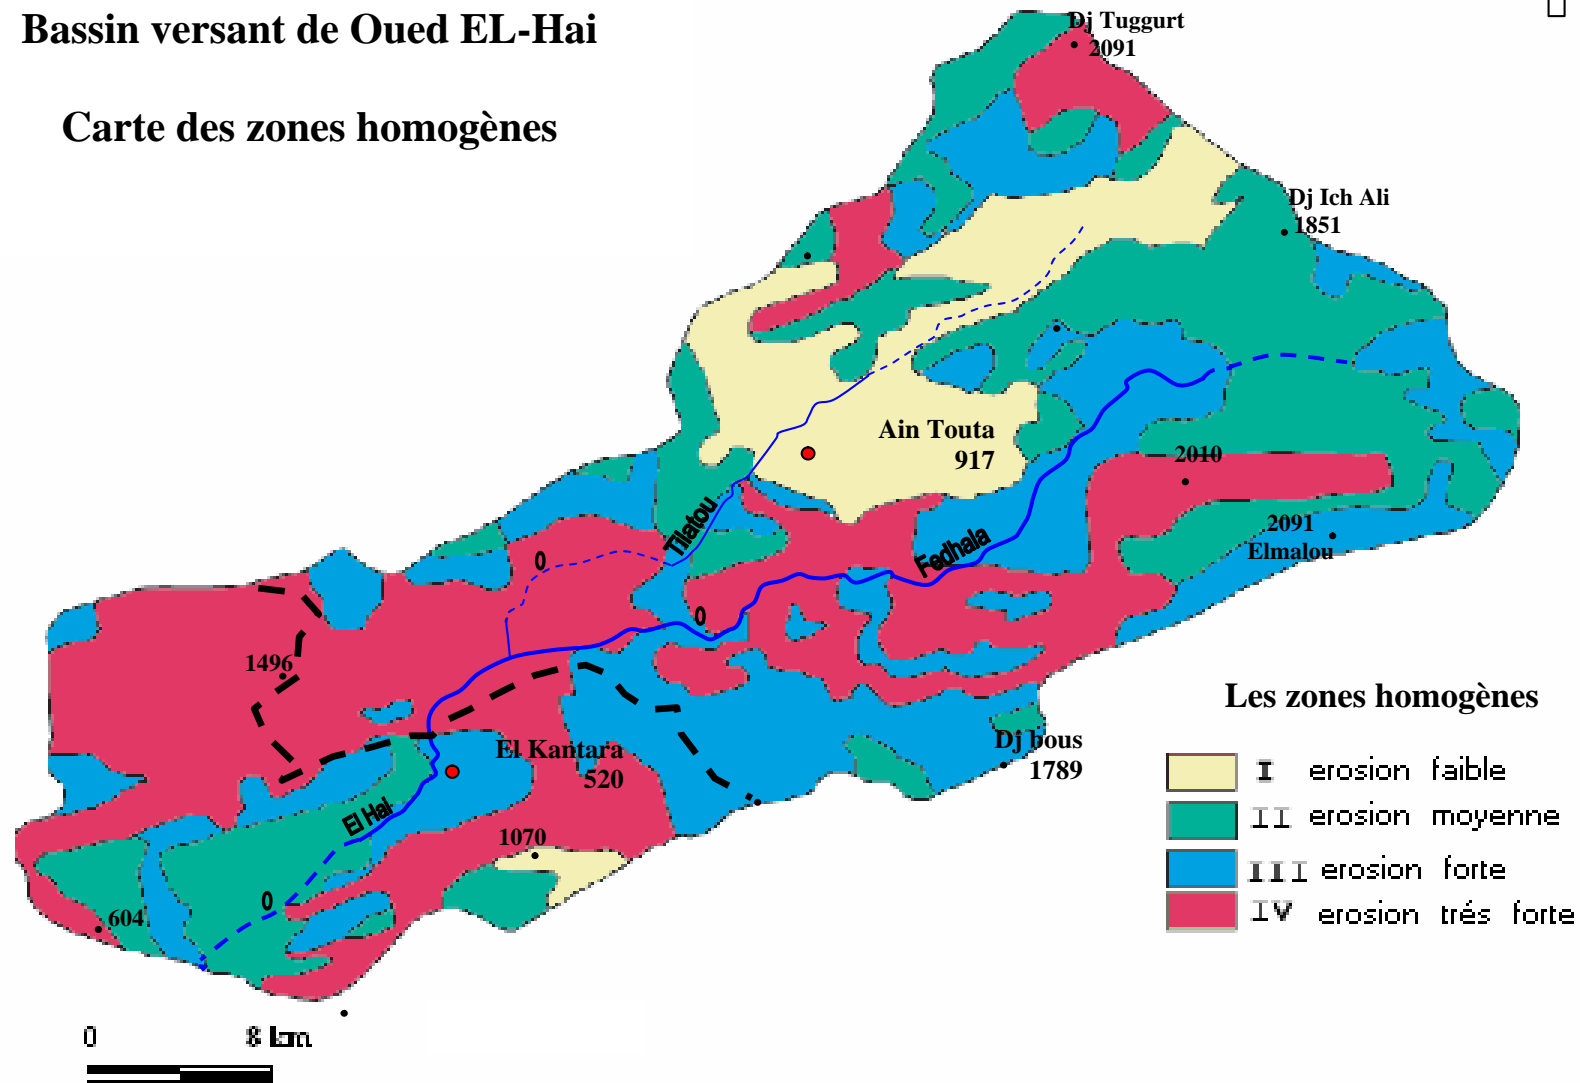 Bassin versant de Oued EL-Hai
Carte des zones homogènes
Dj Tuggurt
2091
Dj Ich Ali
1851
Ain Touta
917
2010
2091
Elmalou
Tilatou
Fedhala
0
0
1496
El Kantara
520
Dj bous
1789
El Hai
1070
0
604
Les zones homogènes
I erosion faible
II erosion moyenne
III erosion forte
IV erosion trés forte
0 8 km